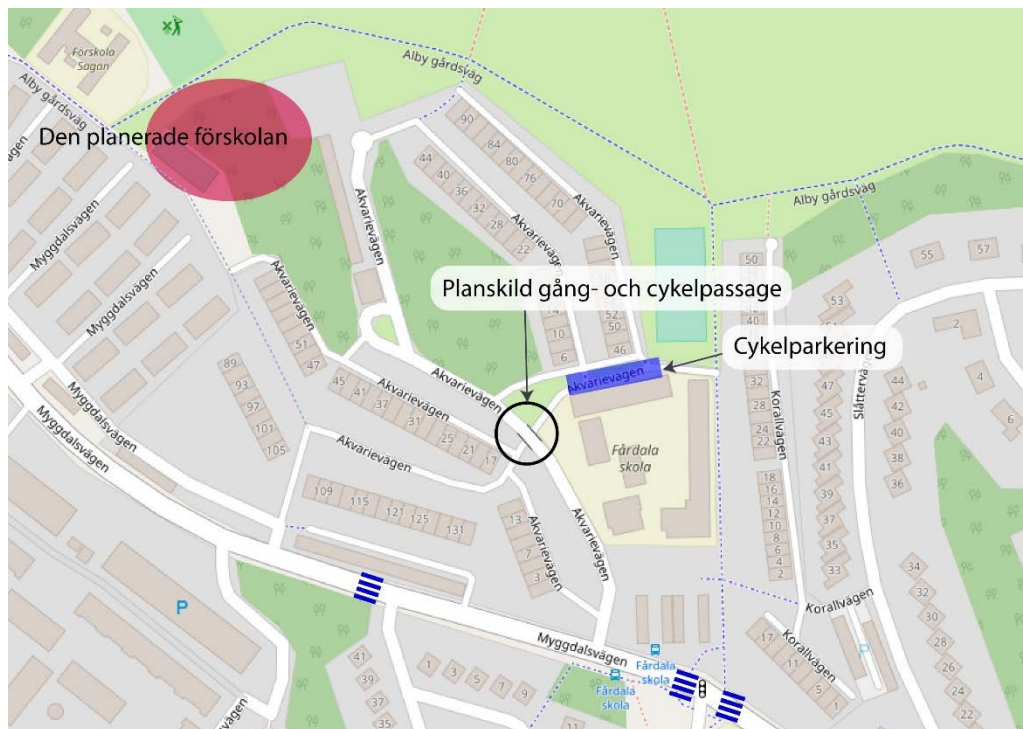 Förskola
Sagan
Alby gårdsväg
Alby gårdsväg
Den planerade förskolan
90
84
80
76
70
44
40
36
32
28
22
Akvarievägen
Akvarievägen
Akvarievägen
Alby gårdsväg
Myggdalsvägen
Myggdalsvägen
Akvarievägen
51
47
Planskild gång- och cykelpassage
14
10
6
52
50
46
Cykelparkering
50
48
40
32
28
24
22
53
45
43
41
39
37
35
33
55
57
2
4
6
44
42
40
38
36
Slåttervägen
Korallvägen
Akvarievägen
Akvarievägen
45
41
37
31
25
21
17
Akvarievägen
89
93
97
101
105
Myggdalsvägen
Myggdalsvägen
Akvarievägen
Fårdala
skola
109
115
121
125
131
13
7
3
Akvarievägen
Akvarievägen
18
16
14
12
10
8
6
4
2
34
32
30
28
26
24
22
P
Korallvägen
Korallvägen
17
11
5
1
P
Myggdalsvägen
Fårdala
skola
Fårdala
skola
41
39
37
35
1
3
5
7
9
11
vägen